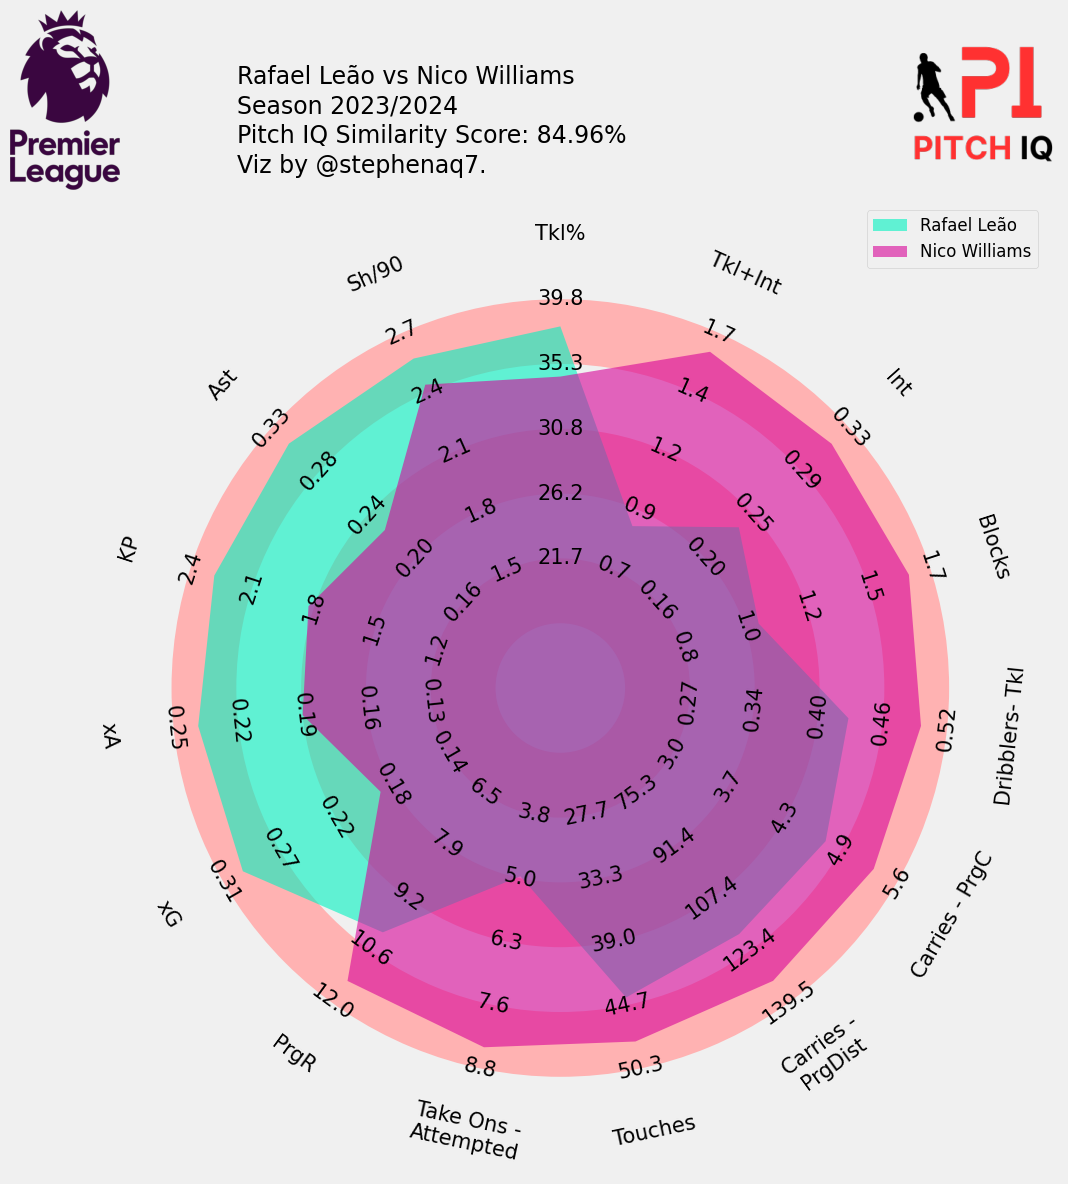 Premier
League
Rafael Leão vs Nico Williams
Season 2023/2024
Pitch IQ Similarity Score: 84.96%
Viz by @stephenaq7.
PI
PITCH IQ
Rafael Leão
Nico Williams
Tkl%
39.8
35.3
30.8
26.2
21.7
Tkl+Int
1.7
1.4
1.2
0.9
0.7
Int
0.33
0.29
0.25
0.20
0.16
Blocks
1.7
1.5
1.2
1.0
0.8
Dribblers- Tkl
0.52
0.46
0.40
0.34
0.27
Carries - PrgC
5.6
4.9
4.3
3.7
3.0
Carries -
PrgDist
139.5
123.4
107.4
91.4
75.3
Touches
50.3
44.7
39.0
33.3
27.7
Take Ons -
Attempted
8.8
7.6
6.3
5.0
3.8
PrgR
12.0
10.6
9.2
7.9
6.5
xG
0.31
0.27
0.22
0.18
0.14
xA
0.25
0.22
0.19
0.16
0.13
KP
2.4
2.1
1.8
1.5
1.2
Ast
0.33
0.28
0.24
0.20
0.16
Sh/90
2.7
2.4
2.1
1.8
1.5